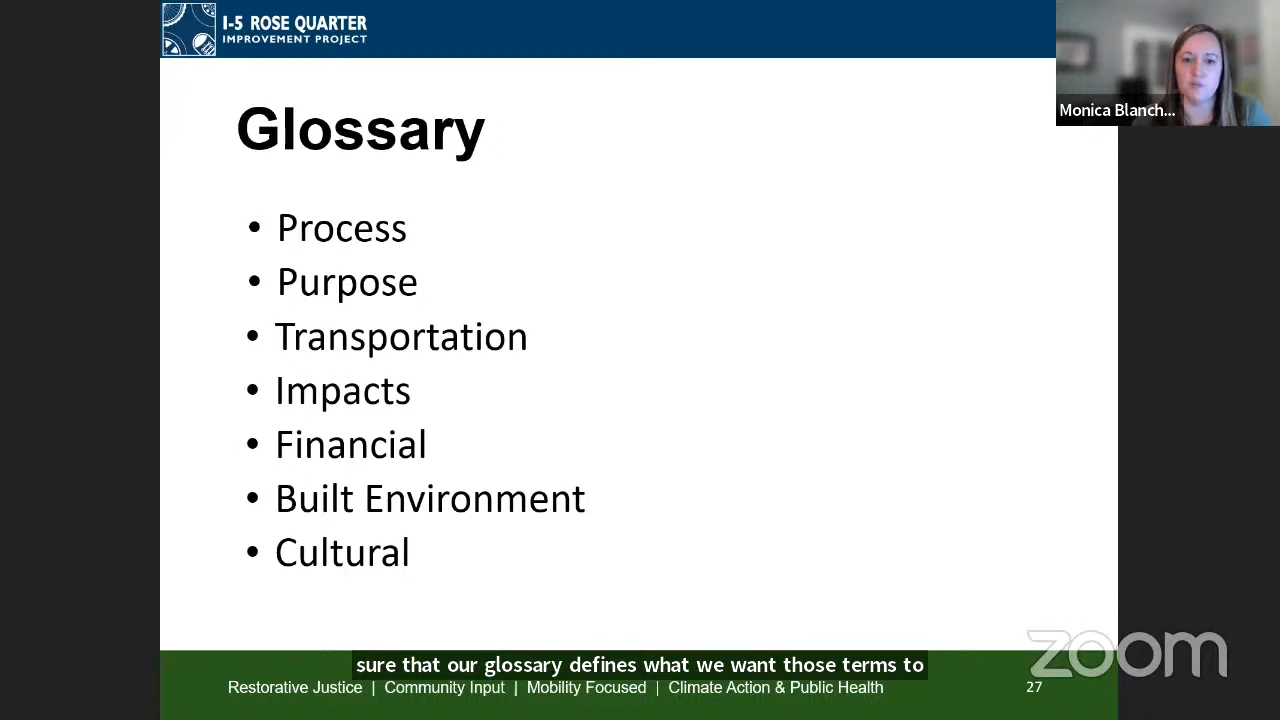 I-5 ROSE QUARTER
IMPROVEMENT PROJECT
Monica Blanch...
Glossary
• Process
• Purpose
• Transportation
• Impacts
• Financial
• Built Environment
• Cultural
sure that our glossary defines what we want those terms to
Restorative Justice | Community Input | Mobility Focused | Climate Action & Public Health
27
zoom